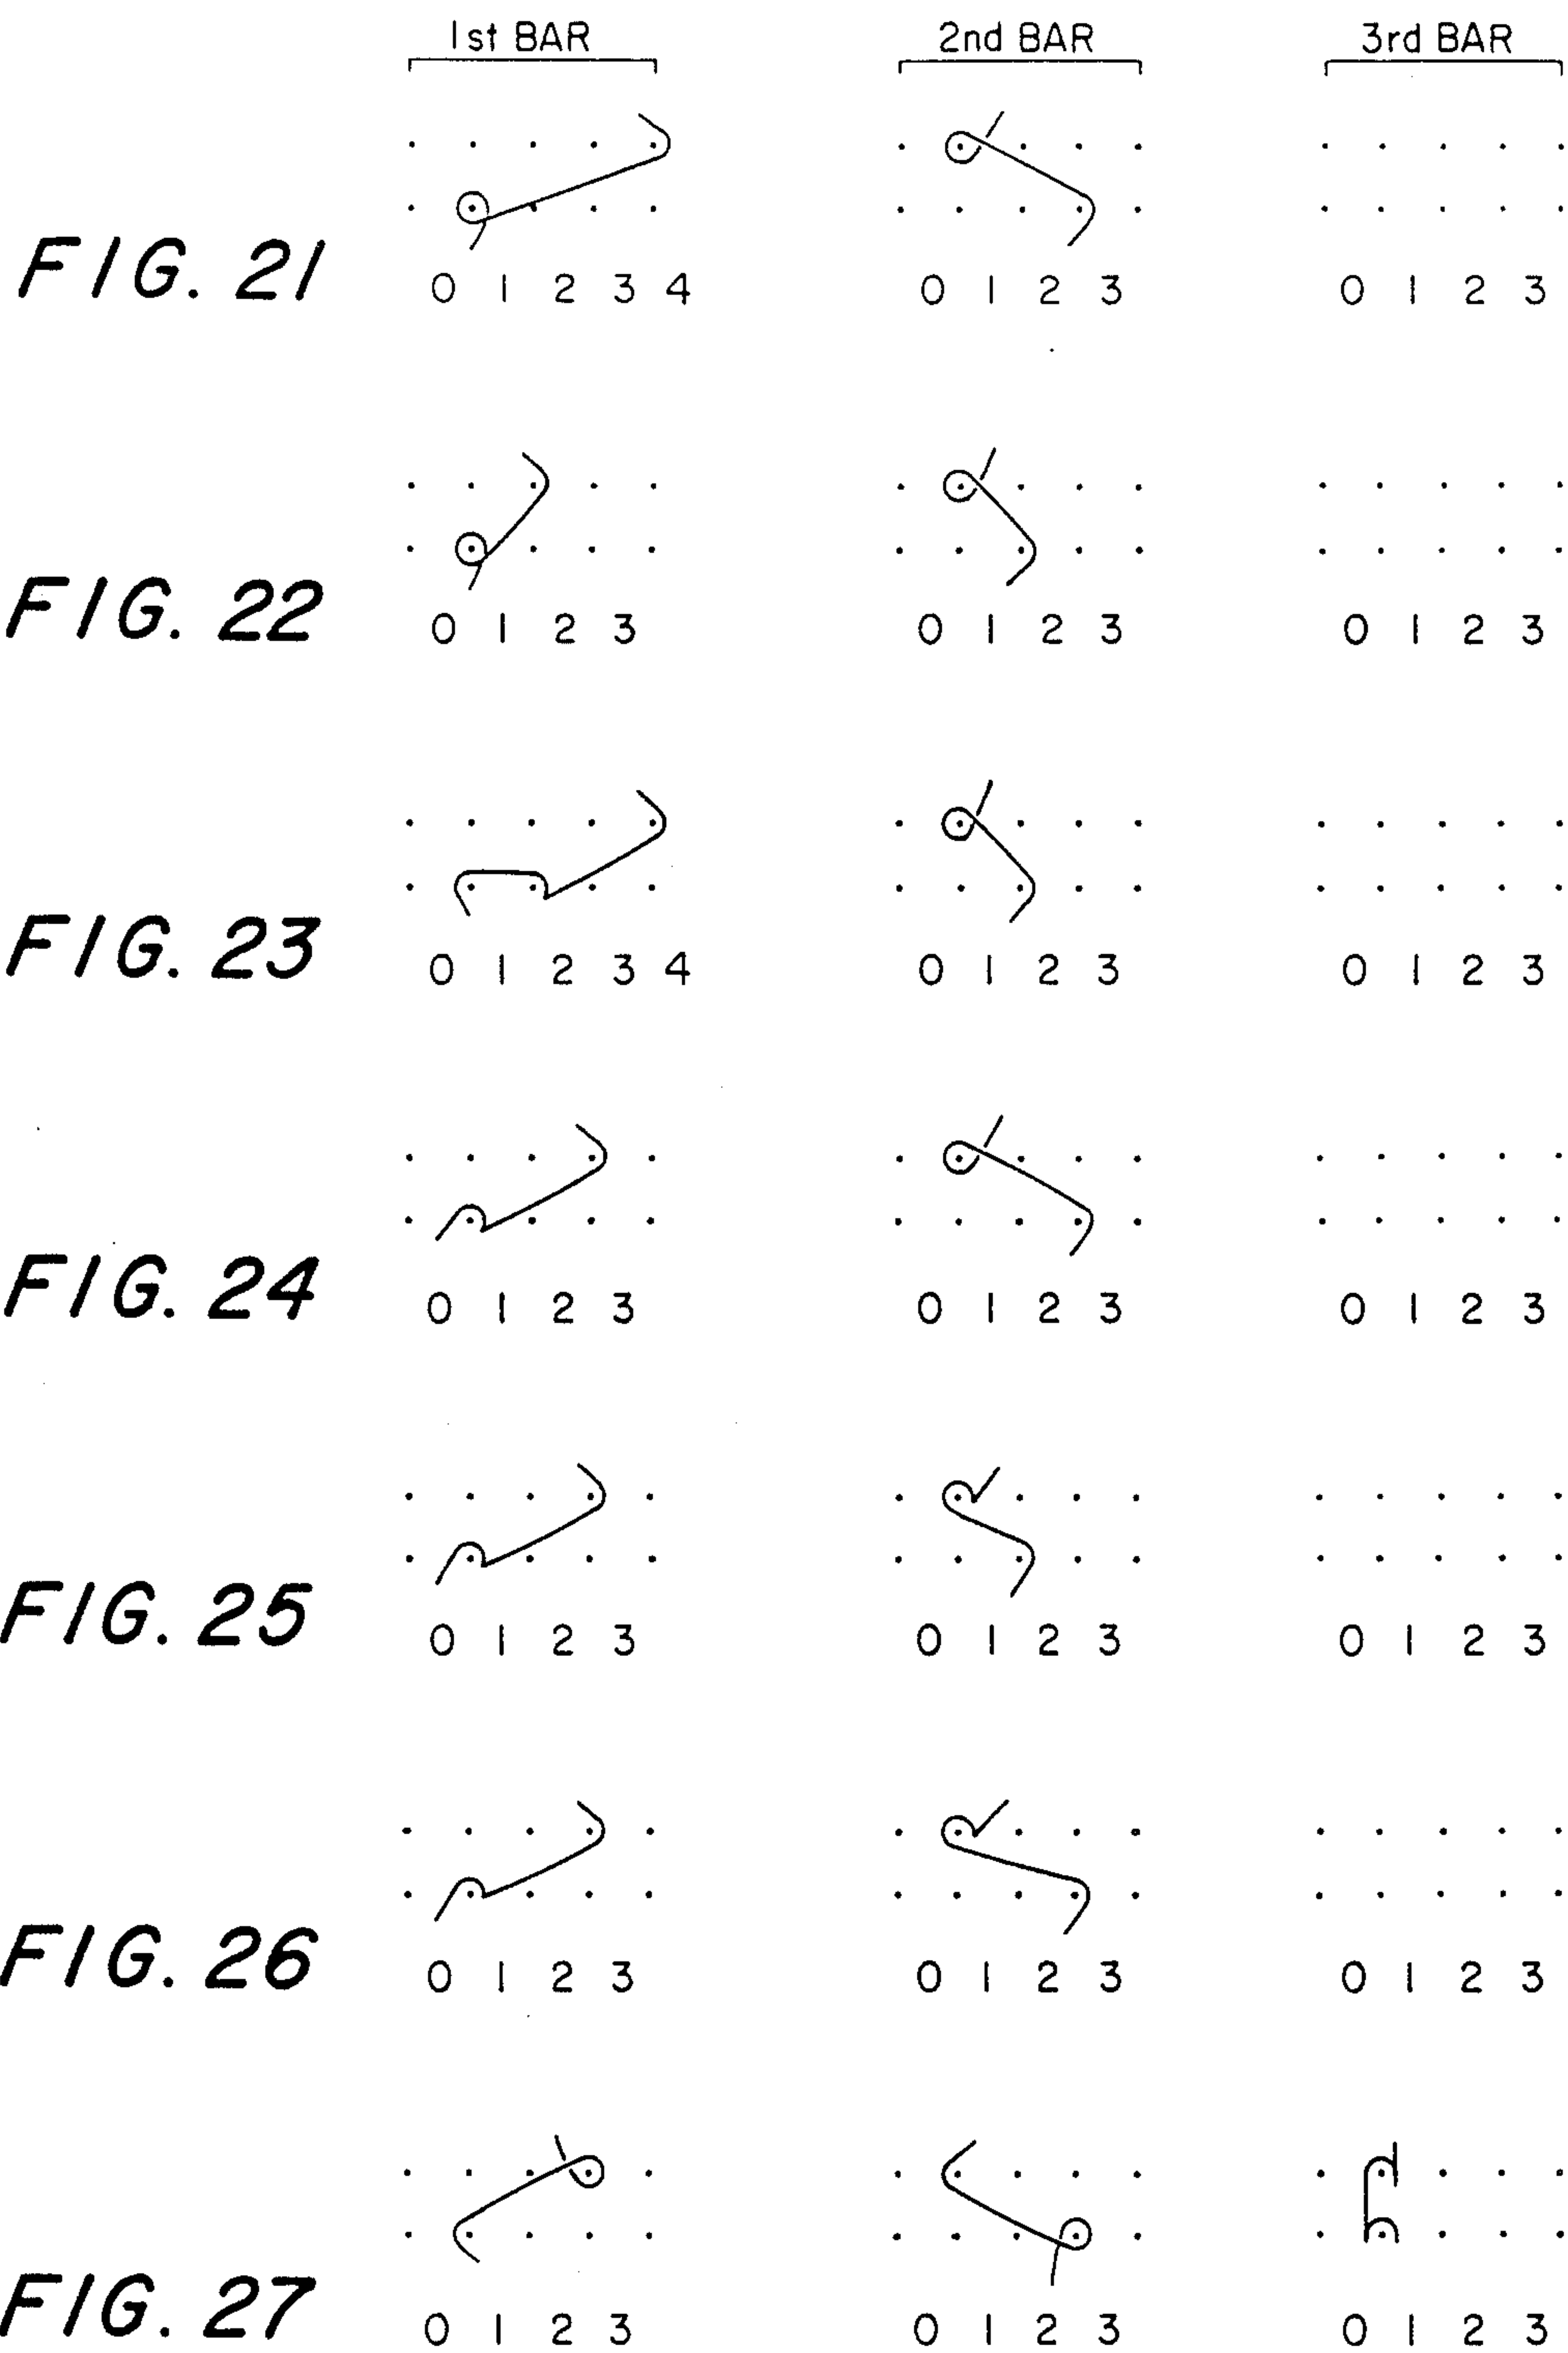 1st BAR 2nd BAR 3rd BAR
FIG. 21
0 1 2 3 4 0 1 2 3 0 1 2 3
FIG. 22
0 1 2 3 0 1 2 3 0 1 2 3
FIG. 23
0 1 2 3 4 0 1 2 3 0 1 2 3
FIG. 24
0 1 2 3 0 1 2 3 0 1 2 3
FIG. 25
0 1 2 3 0 1 2 3 0 1 2 3
FIG. 26
0 1 2 3 0 1 2 3 0 1 2 3
FIG. 27
0 1 2 3 0 1 2 3 0 1 2 3